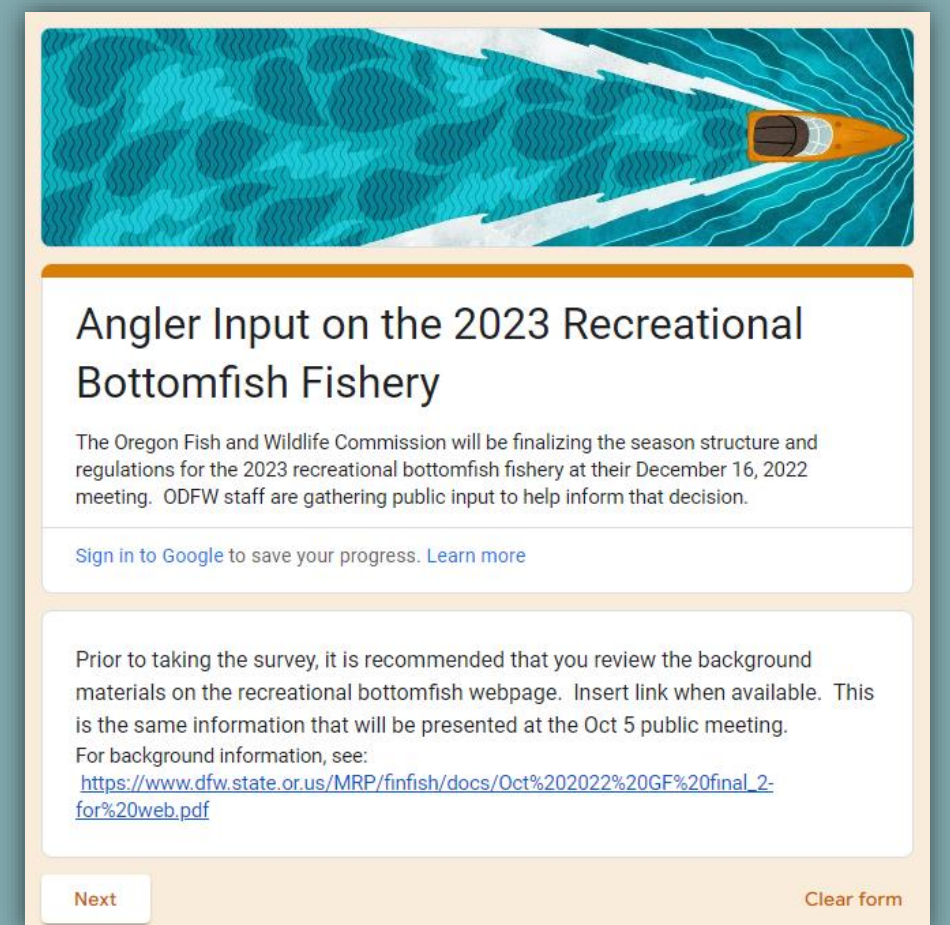 Angler Input on the 2023 Recreational
Bottomfish Fishery
The Oregon Fish and Wildlife Commission will be finalizing the season structure and
regulations for the 2023 recreational bottomfish fishery at their December 16, 2022
meeting.  ODFW staff are gathering public input to help inform that decision.
Sign in to Google to save your progress. Learn more
Prior to taking the survey, it is recommended that you review the background
materials on the recreational bottomfish webpage.  Insert link when available.  This
is the same information that will be presented at the Oct 5 public meeting.
For background information, see:
https://www.dfw.state.or.us/MRP/finfish/docs/Oct%202022%20GF%20final_2-
for%20web.pdf
Next Clear form